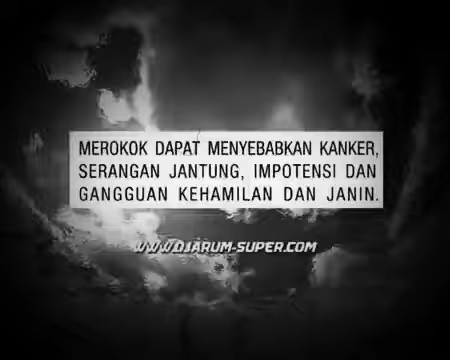 MEROKOK DAPAT MENYEBABKAN KANKER,
SERANGAN JANTUNG, IMPOTENSI DAN
GANGGUAN KEHAMILAN DAN JANIN.
WWW.DJARUM-SUPER.COM